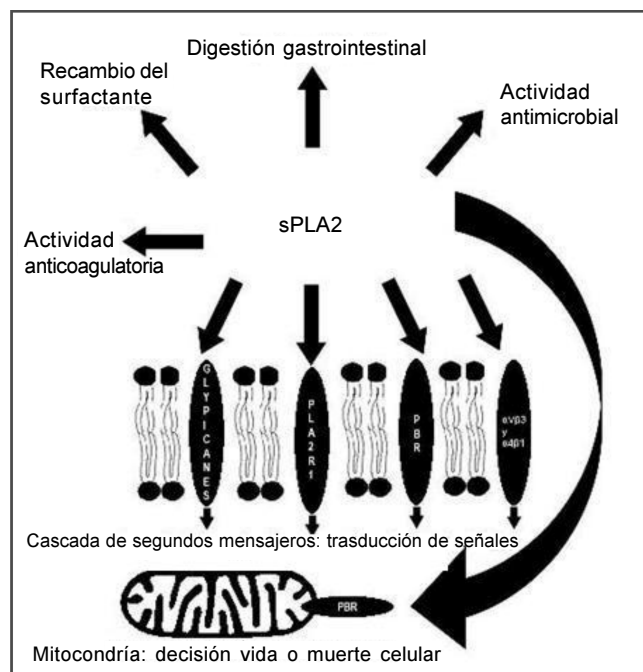 Digestión gastrointestinal
Recambio del
surfactante
Actividad
antimicrobial
sPLA2
Actividad
anticoagulatoria
GLYPICANES
PLA2R1
PBR
αVβ3
y
α4β1
Cascada de segundos mensajeros: trasducción de señales
PBR
Mitocondría: decisión vida o muerte celular